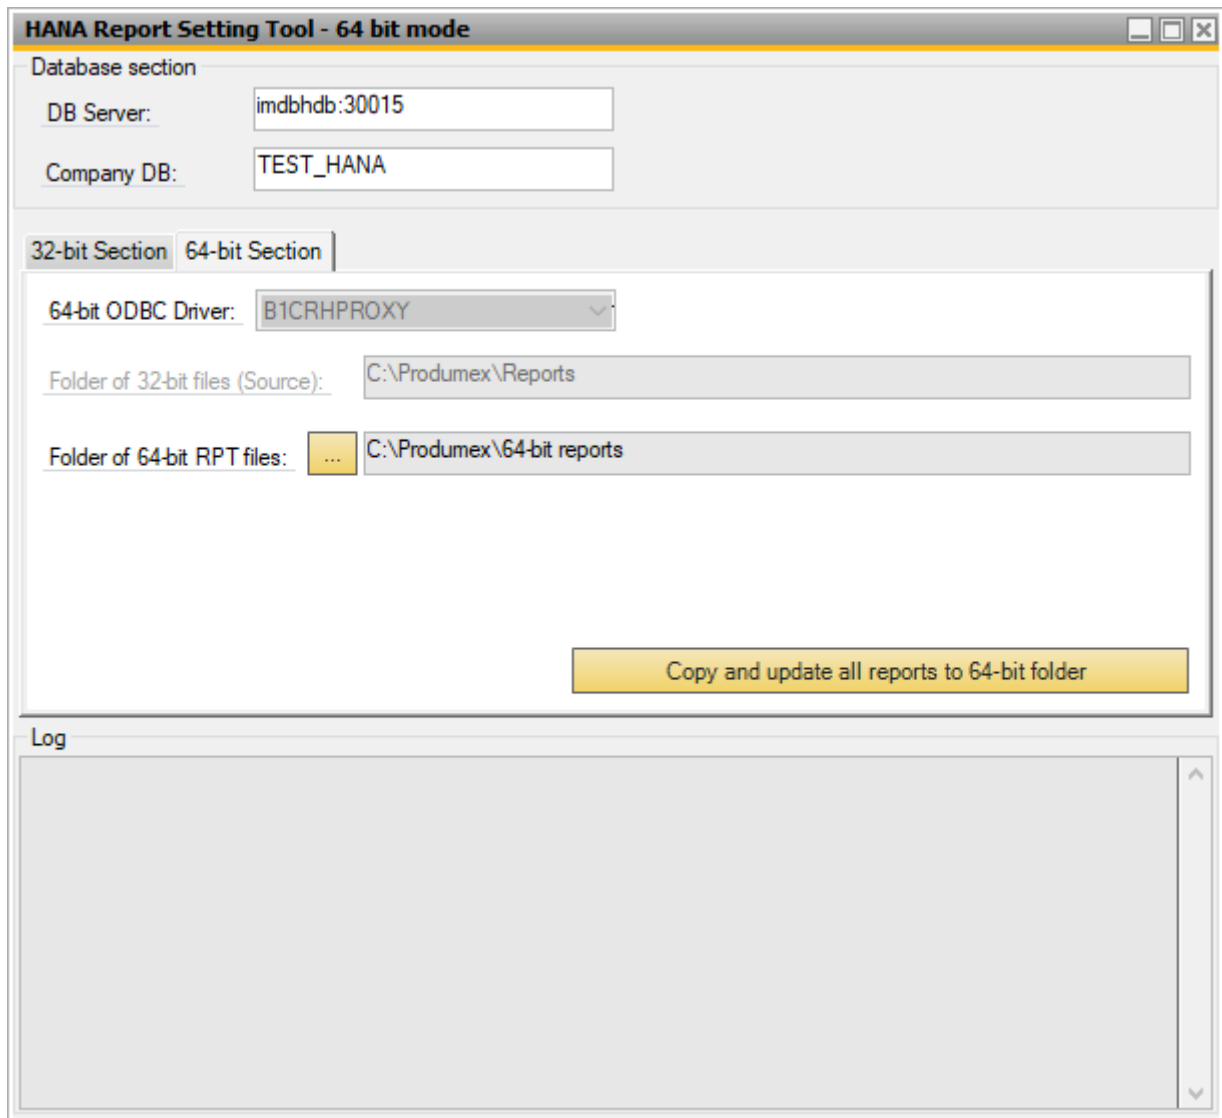 HANA Report Setting Tool - 64 bit mode
Database section
DB Server: imdbhdb:30015
Company DB: TEST_HANA
32-bit Section 64-bit Section
64-bit ODBC Driver: B1CRHPROXY
Folder of 32-bit files (Source): C:\Produmex\Reports
Folder of 64-bit RPT files: ... C:\Produmex\64-bit reports
Copy and update all reports to 64-bit folder
Log